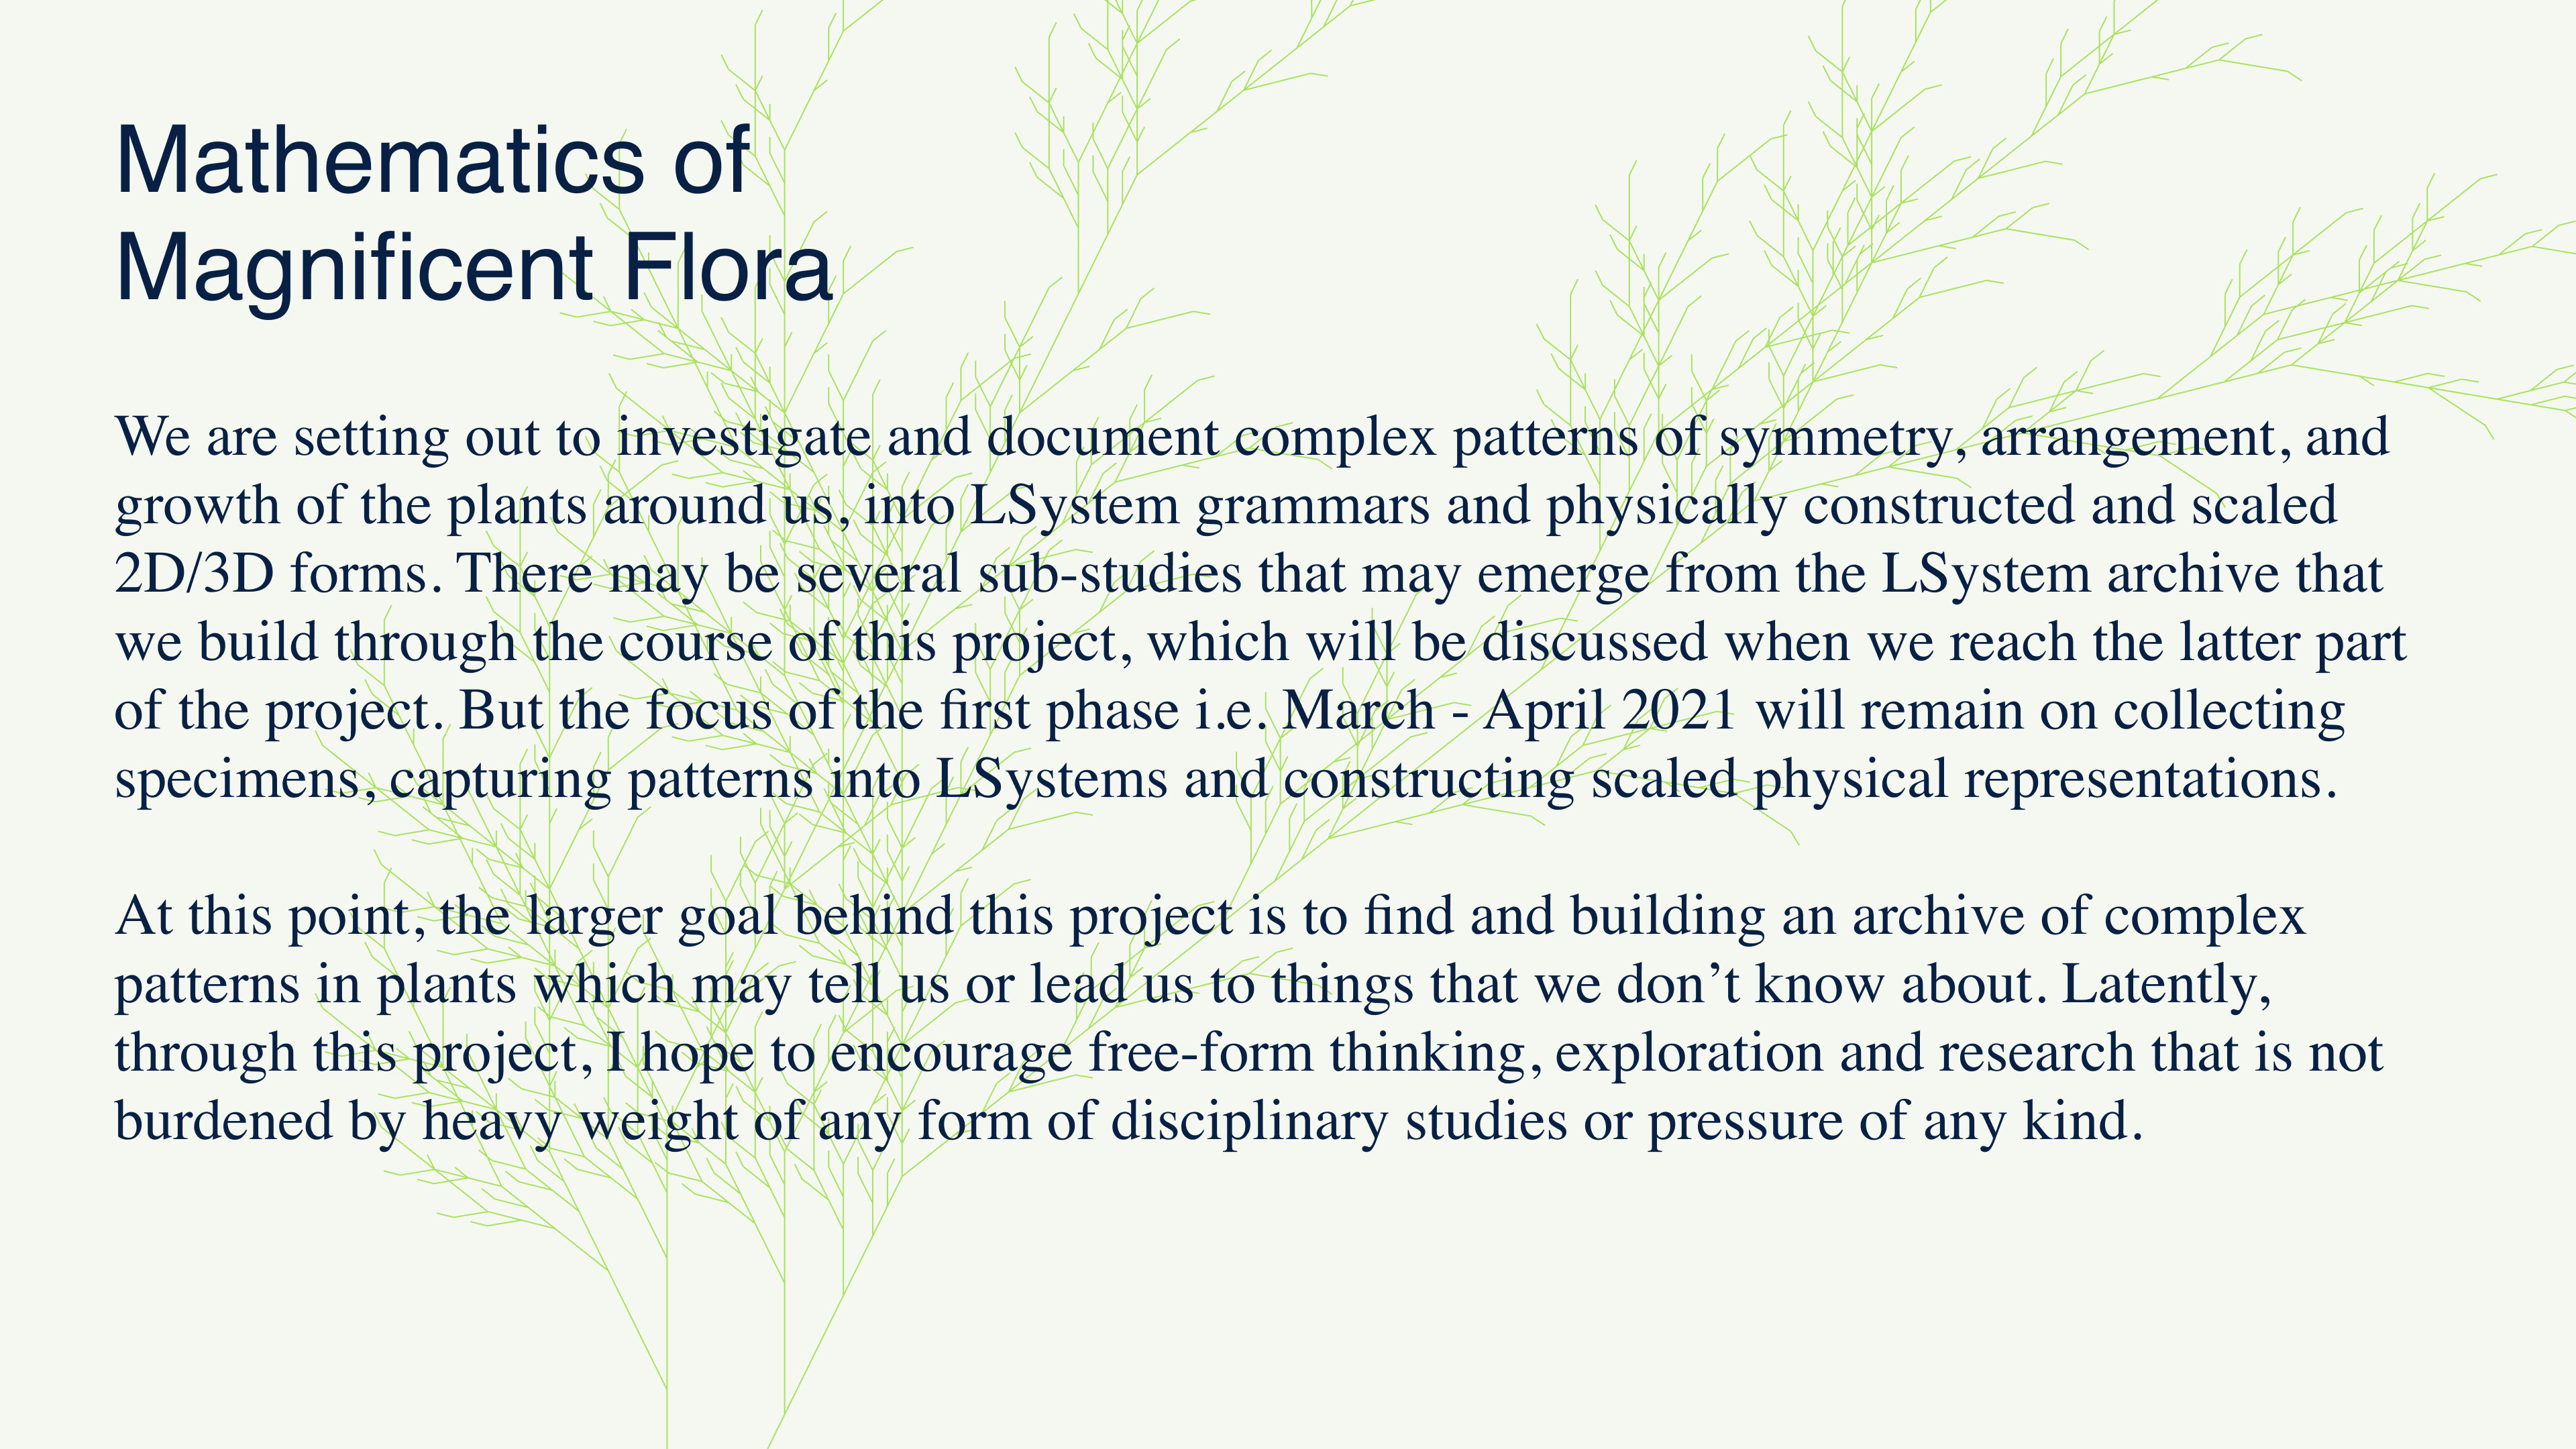 Mathematics of
Magnificent Flora
We are setting out to investigate and document complex patterns of symmetry, arrangement, and
growth of the plants around us, into LSystem grammars and physically constructed and scaled
2D/3D forms. There may be several sub-studies that may emerge from the LSystem archive that
we build through the course of this project, which will be discussed when we reach the latter part
of the project. But the focus of the first phase i.e. March - April 2021 will remain on collecting
specimens, capturing patterns into LSystems and constructing scaled physical representations.
At this point, the larger goal behind this project is to find and building an archive of complex
patterns in plants which may tell us or lead us to things that we don’t know about. Latently,
through this project, I hope to encourage free-form thinking, exploration and research that is not
burdened by heavy weight of any form of disciplinary studies or pressure of any kind.